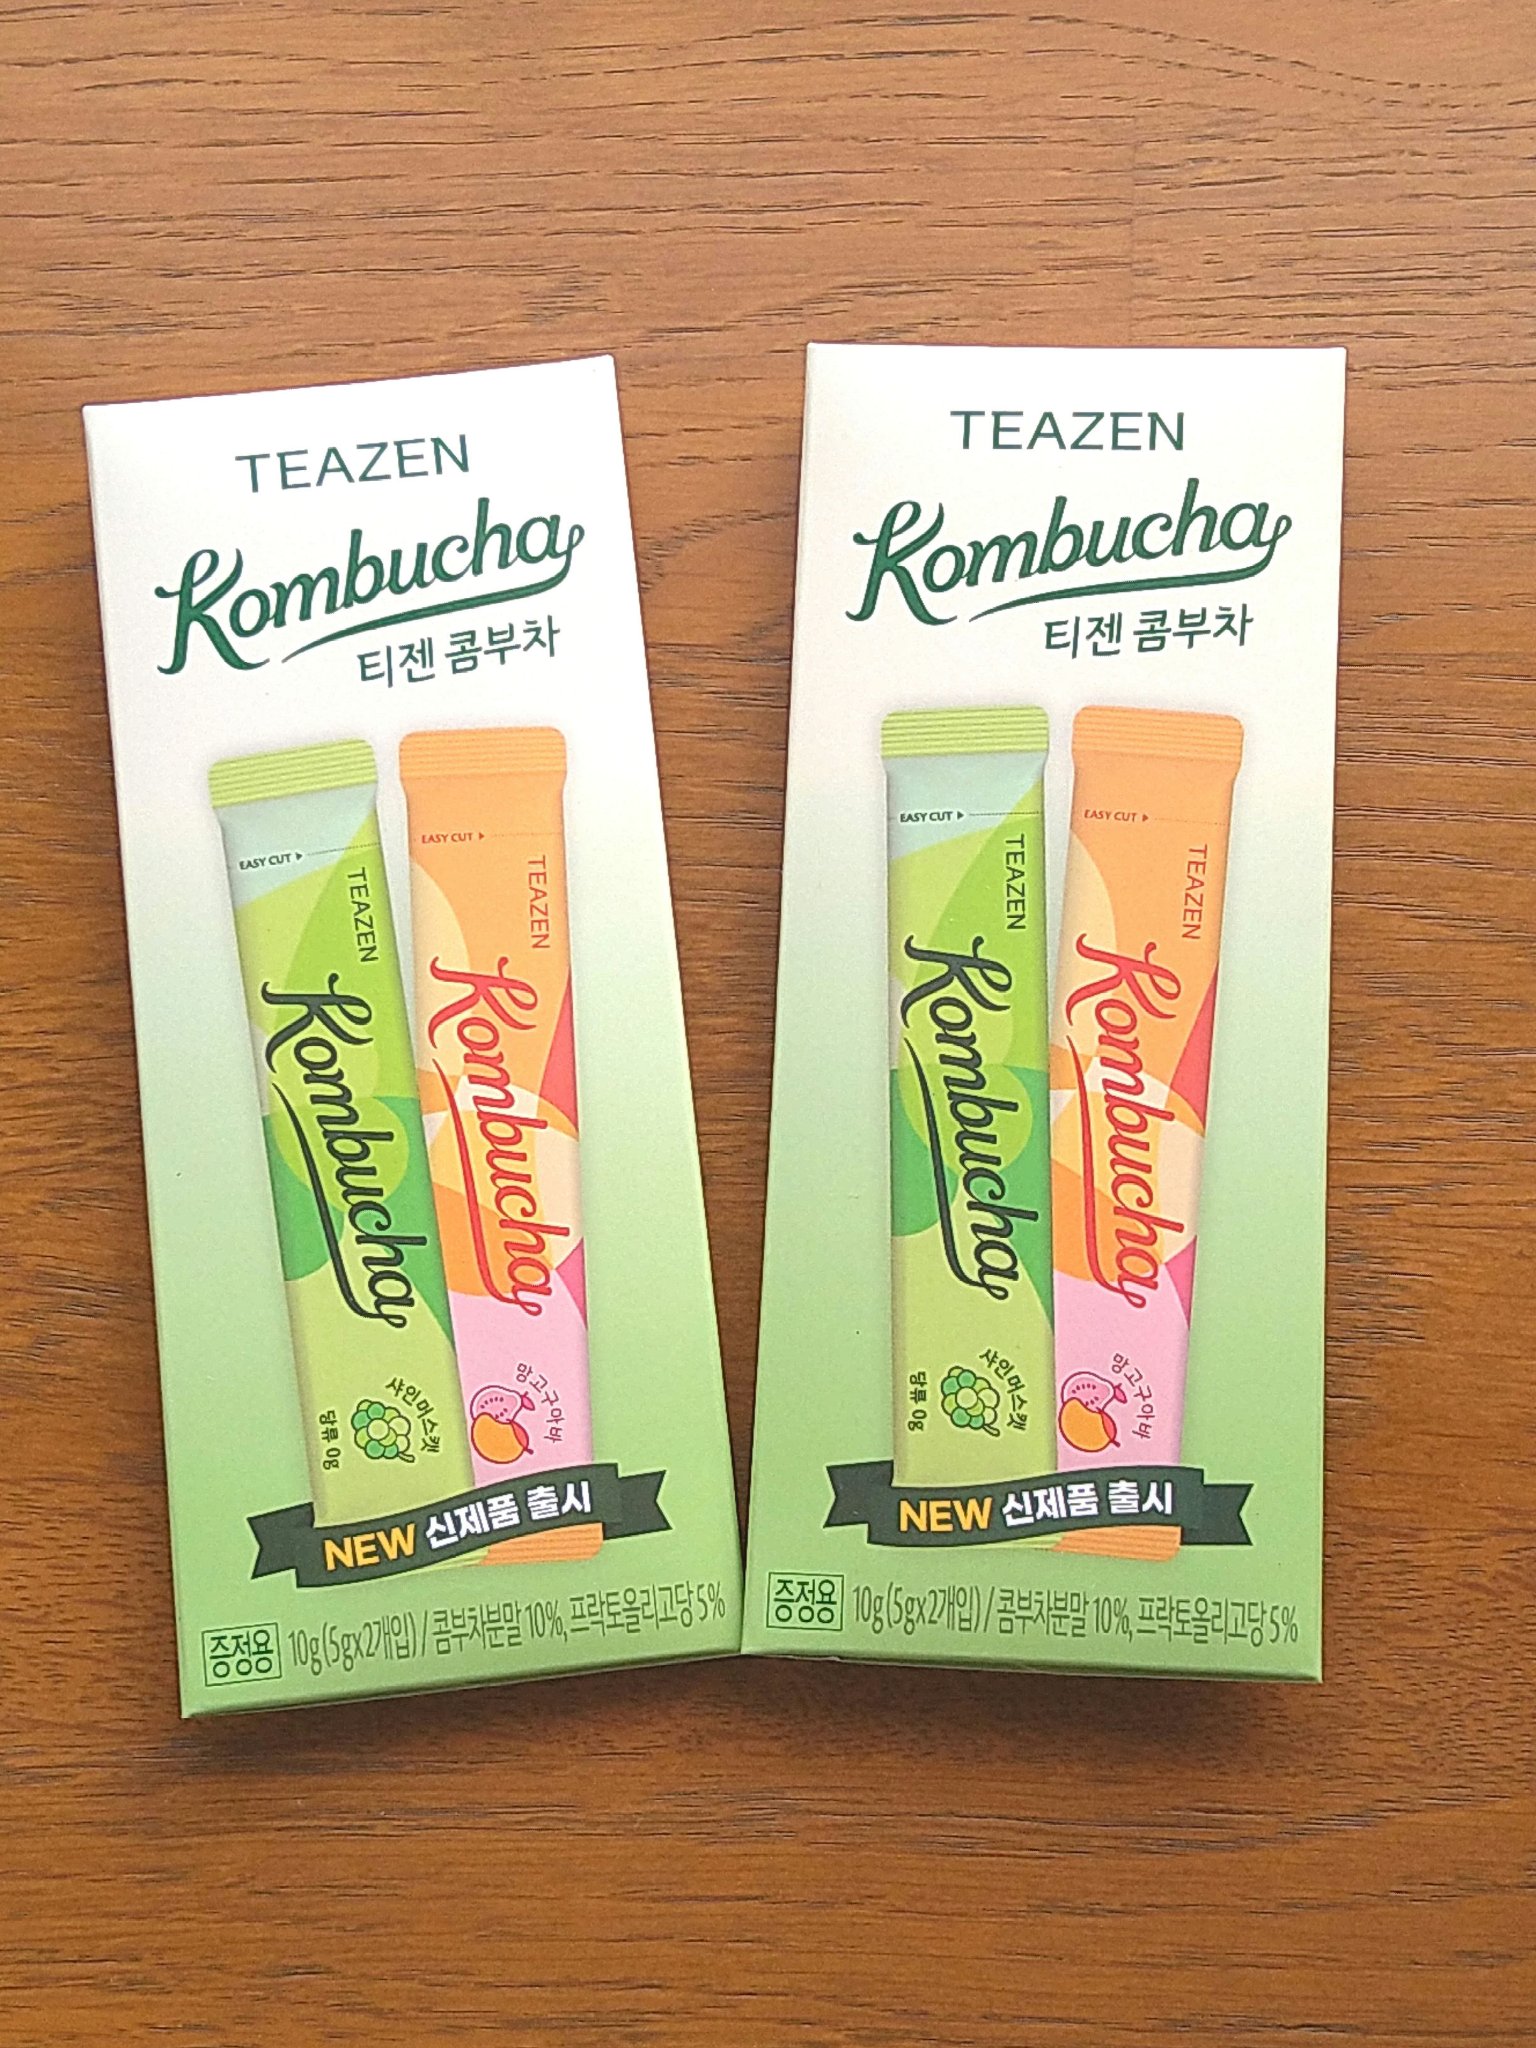 TEAZEN
Kombucha
티젠 콤부차
EASY CUT
TEAZEN
Kombucha
샤인머스캣
당류 0g
EASY CUT
TEAZEN
Kombucha
망고구아바
NEW 신제품 출시
증정용 10g(5gx2개입) / 콤부차분말 10%, 프락토올리고당 5%
TEAZEN
Kombucha
티젠 콤부차
EASY CUT
TEAZEN
Kombucha
샤인머스캣
당류 0g
EASY CUT
TEAZEN
Kombucha
망고구아바
NEW 신제품 출시
증정용 10g(5gx2개입) / 콤부차분말 10%, 프락토올리고당 5%